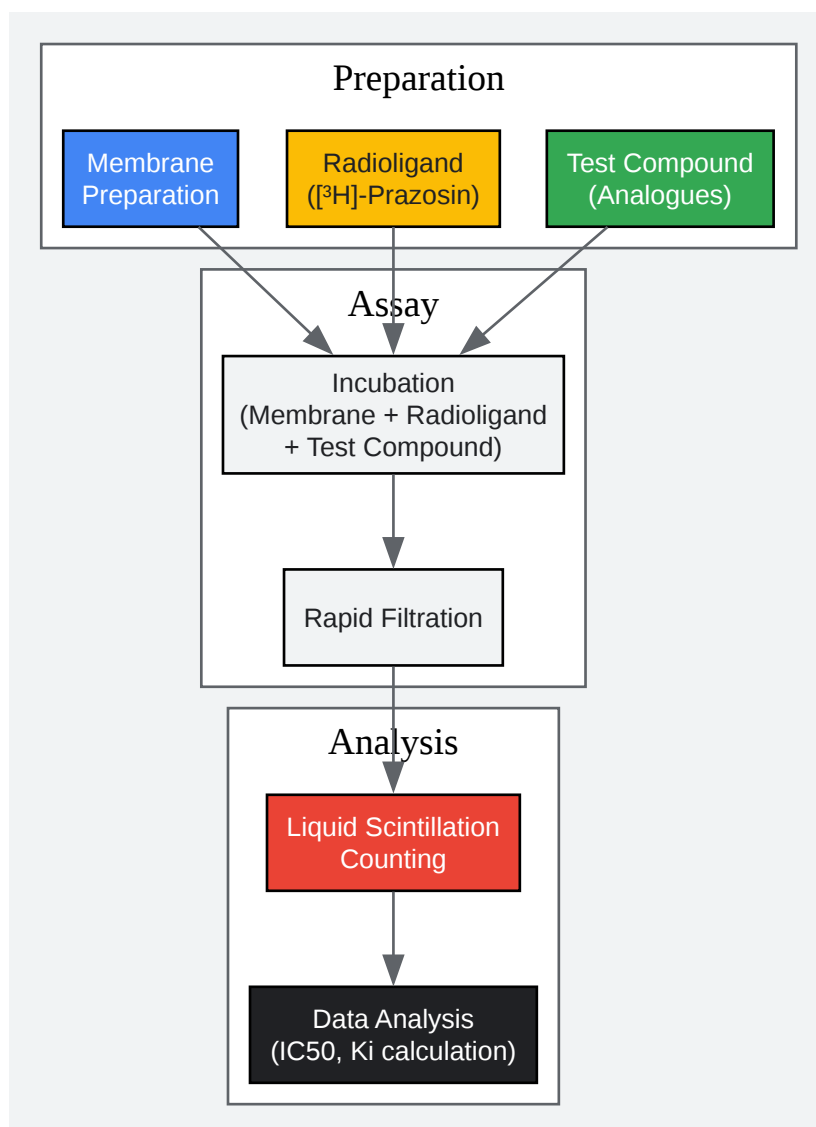 Preparation
Membrane
Preparation
Radioligand
([³H]-Prazosin)
Test Compound
(Analogues)
Assay
Incubation
(Membrane + Radioligand
+ Test Compound)
Rapid Filtration
Analysis
Liquid Scintillation
Counting
Data Analysis
(IC50, Ki calculation)